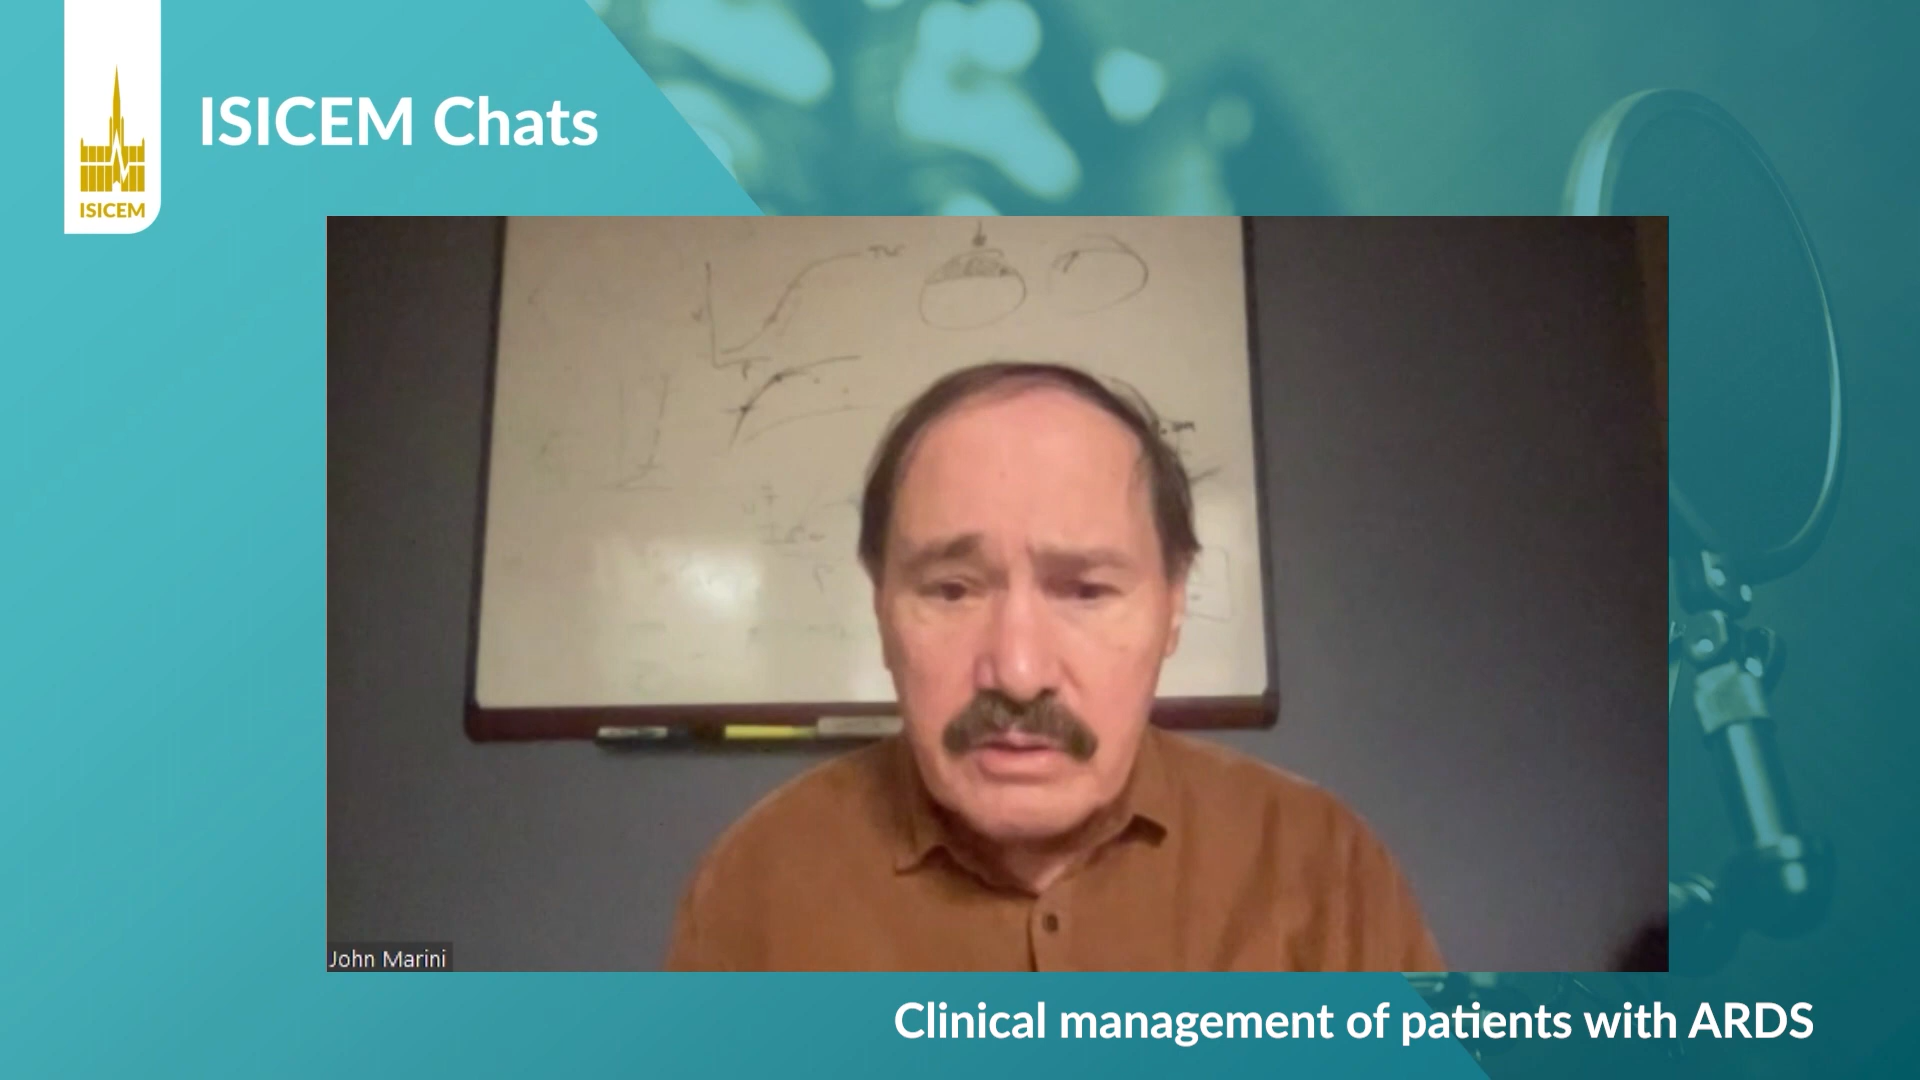 ISICEM Chats
ISICEM
John Marini
Clinical management of patients with ARDS